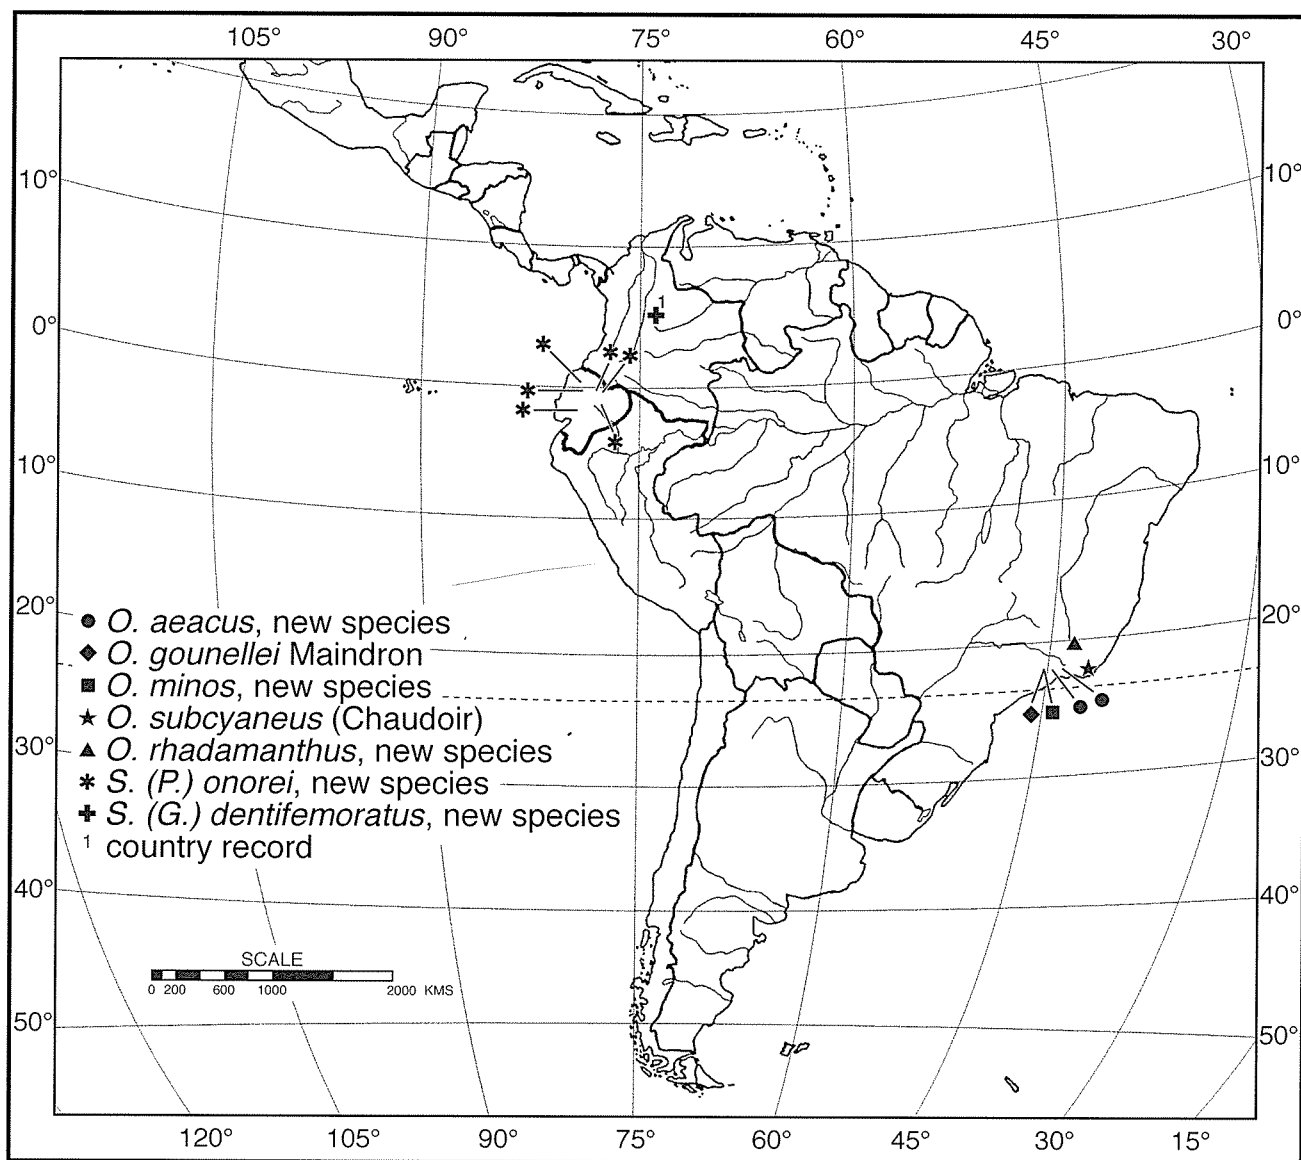 105° 90° 75° 60° 45° 30°
10° 10°
1
0° 0°
10° 10°
20° 20°
● O. aeacus, new species
◆ O. gounellei Maindron
■ O. minos, new species
★ O. subcyaneus (Chaudoir)
▲ O. rhadamanthus, new species
30° 30°
✱ S. (P.) onorei, new species
✚ S. (G.) dentifemoratus, new species
¹ country record
40° 40°
SCALE
0 200 600 1000 2000 KMS
50° 50°
120° 105° 90° 75° 60° 45° 30° 15°